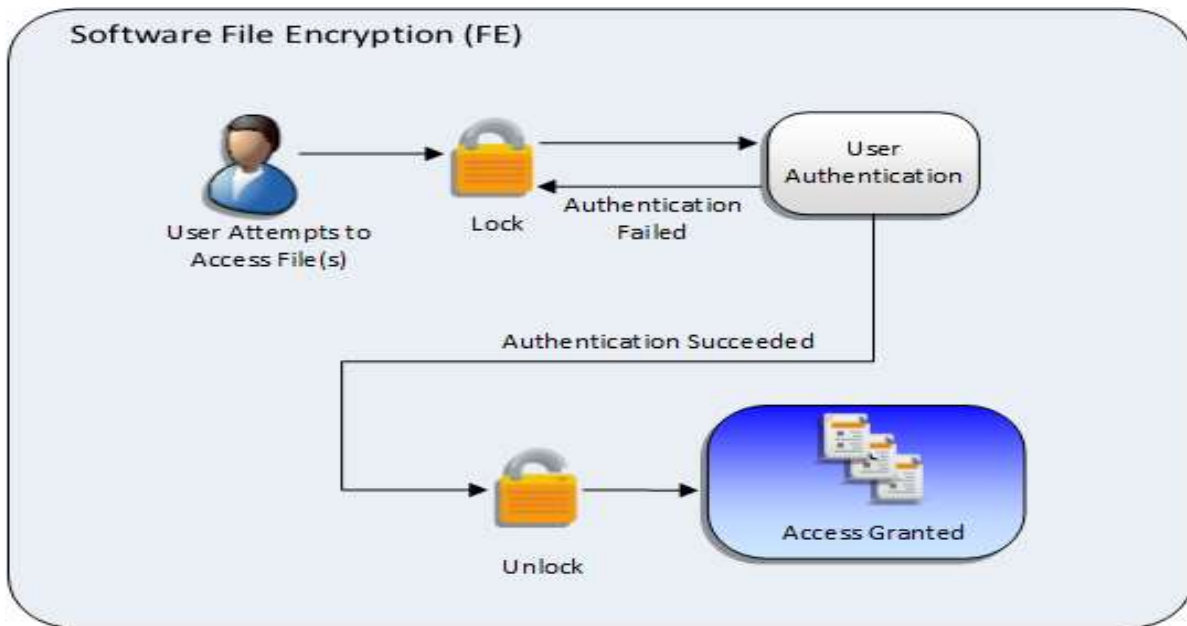 Software File Encryption (FE)
User
Authentication
Authentication
Failed
Lock
User Attempts to
Access File(s)
Authentication Succeeded
Access Granted
Unlock